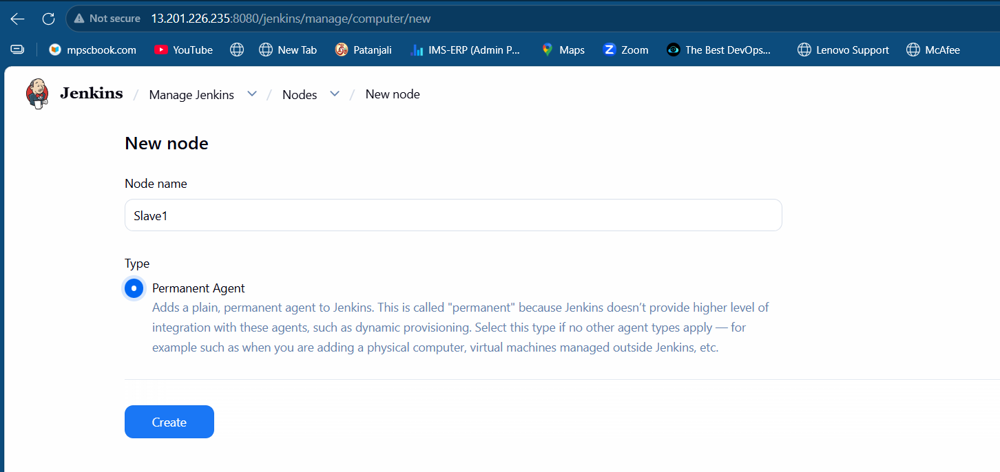 Not secure 13.201.226.235:8080/jenkins/manage/computer/new
mpscbook.com YouTube New Tab Patanjali IMS-ERP (Admin P... Maps Zoom The Best DevOps... Lenovo Support McAfee
Jenkins / Manage Jenkins / Nodes / New node
New node
Node name
Slave1
Type
Permanent Agent
Adds a plain, permanent agent to Jenkins. This is called "permanent" because Jenkins doesn’t provide higher level of
integration with these agents, such as dynamic provisioning. Select this type if no other agent types apply — for
example such as when you are adding a physical computer, virtual machines managed outside Jenkins, etc.
Create